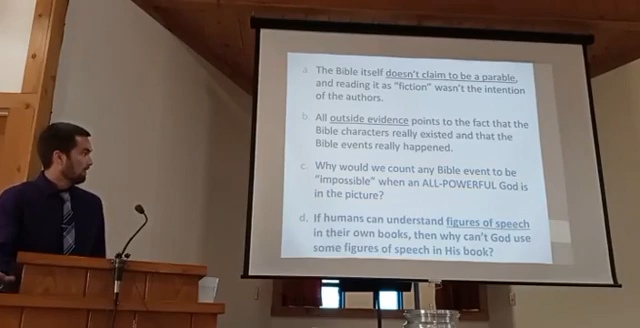 a. The Bible itself doesn't claim to be a parable,
and reading it as "fiction" wasn't the intention
of the authors.
b. All outside evidence points to the fact that the
Bible characters really existed and that the
Bible events really happened.
c. Why would we count any Bible event to be
"impossible" when an ALL-POWERFUL God is
in the picture?
d. If humans can understand figures of speech
in their own books, then why can't God use
some figures of speech in His book?